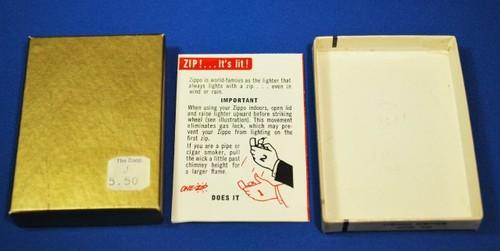 ZIP!...It's lit!
Zippo is world-famous as the lighter that
always lights with a zip.... even in
wind or rain.
IMPORTANT
When using your Zippo indoors, open lid
and raise lighter upward before striking
wheel (see illustration). This movement
eliminates gas lock, which may pre
vent your Zippo from lighting on the
first zip.
If you are a pipe or
cigar smoker, pull
the wick a little past
chimney height for
a larger flame.
2
1
ONE-ZIP
DOES IT
The Coop
J
5.50